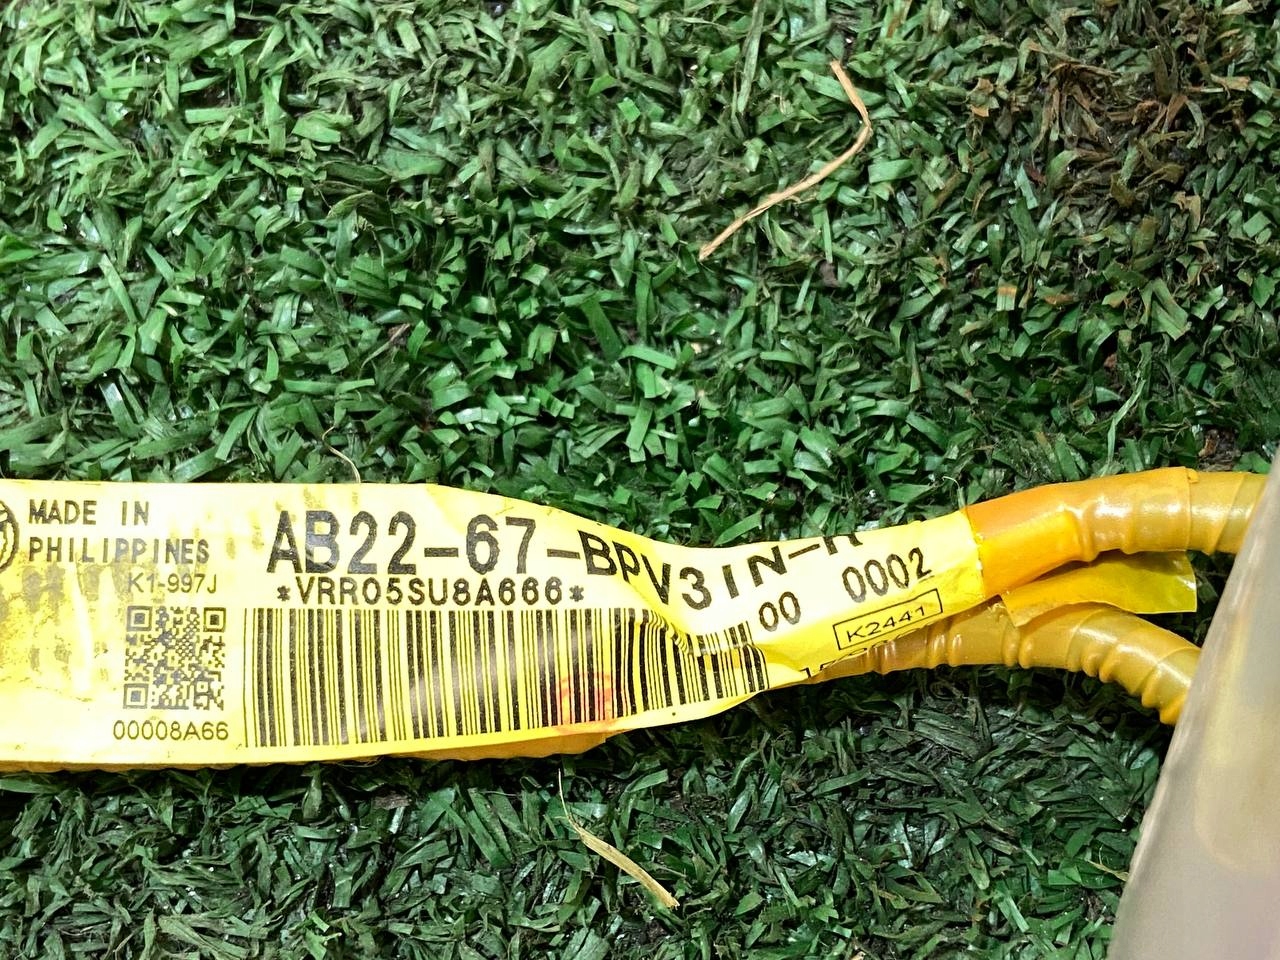 MADE IN
PHILIPPINES
K1-997J
00008A66
AB22-67-BPV3IN-
*VRR05SU8A666*
00 0002
K2441